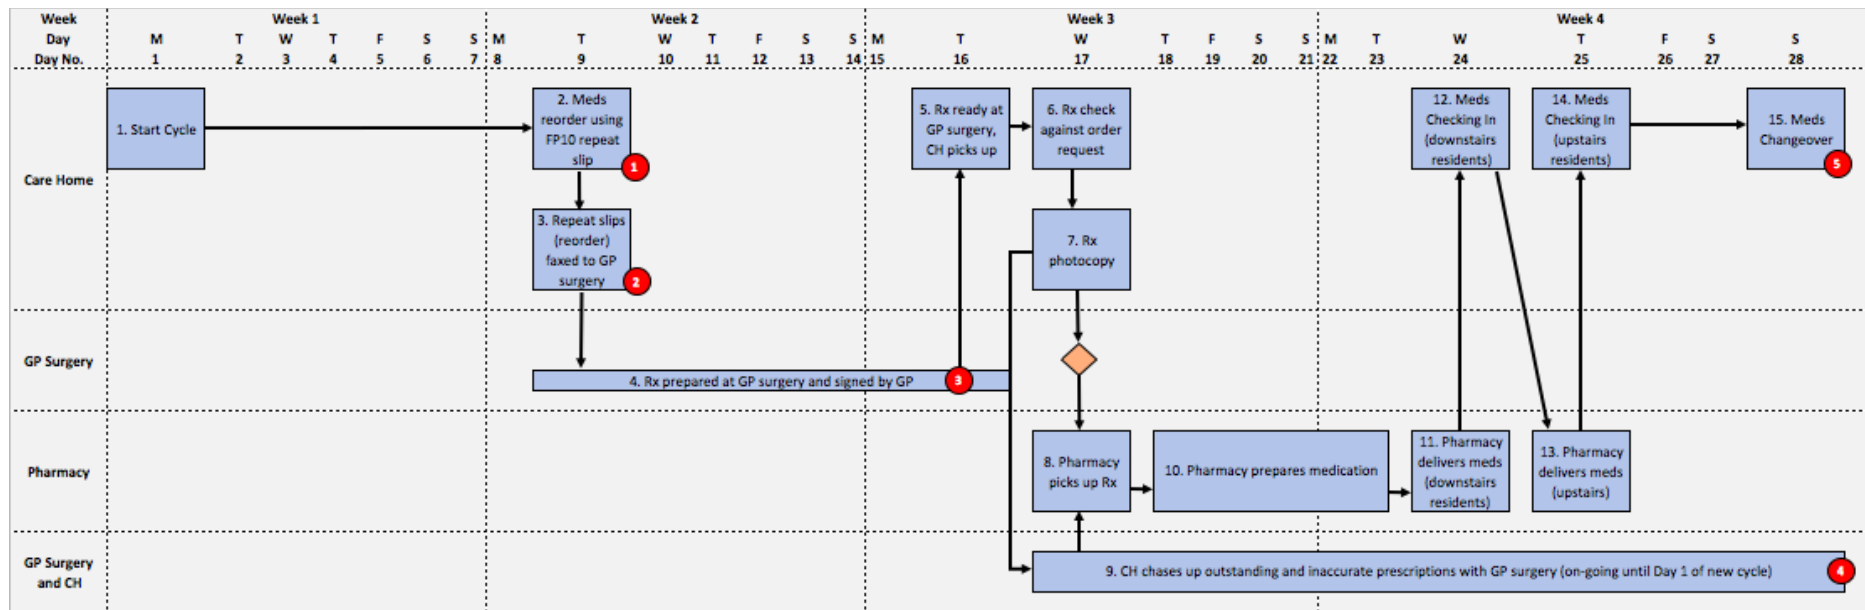 Week Week 1 Week 2 Week 3 Week 4
Day M T W T F S S M T W T F S S M T W T F S S M T W T F S S
Day No. 1 2 3 4 5 6 7 8 9 10 11 12 13 14 15 16 17 18 19 20 21 22 23 24 25 26 27 28
Care Home
1. Start Cycle
2. Meds
reorder using
FP10 repeat
slip
1
3. Repeat slips
(reorder)
faxed to GP
surgery
2
5. Rx ready at
GP surgery,
CH picks up
6. Rx check
against order
request
7. Rx
photocopy
12. Meds
Checking In
(downstairs
residents)
14. Meds
Checking In
(upstairs
residents)
15. Meds
Changeover
5
GP Surgery
4. Rx prepared at GP surgery and signed by GP
3
Pharmacy
8. Pharmacy
picks up Rx
10. Pharmacy prepares medication
11. Pharmacy
delivers meds
(downstairs
residents)
13. Pharmacy
delivers meds
(upstairs)
GP Surgery
and CH
9. CH chases up outstanding and inaccurate prescriptions with GP surgery (on-going until Day 1 of new cycle)
4